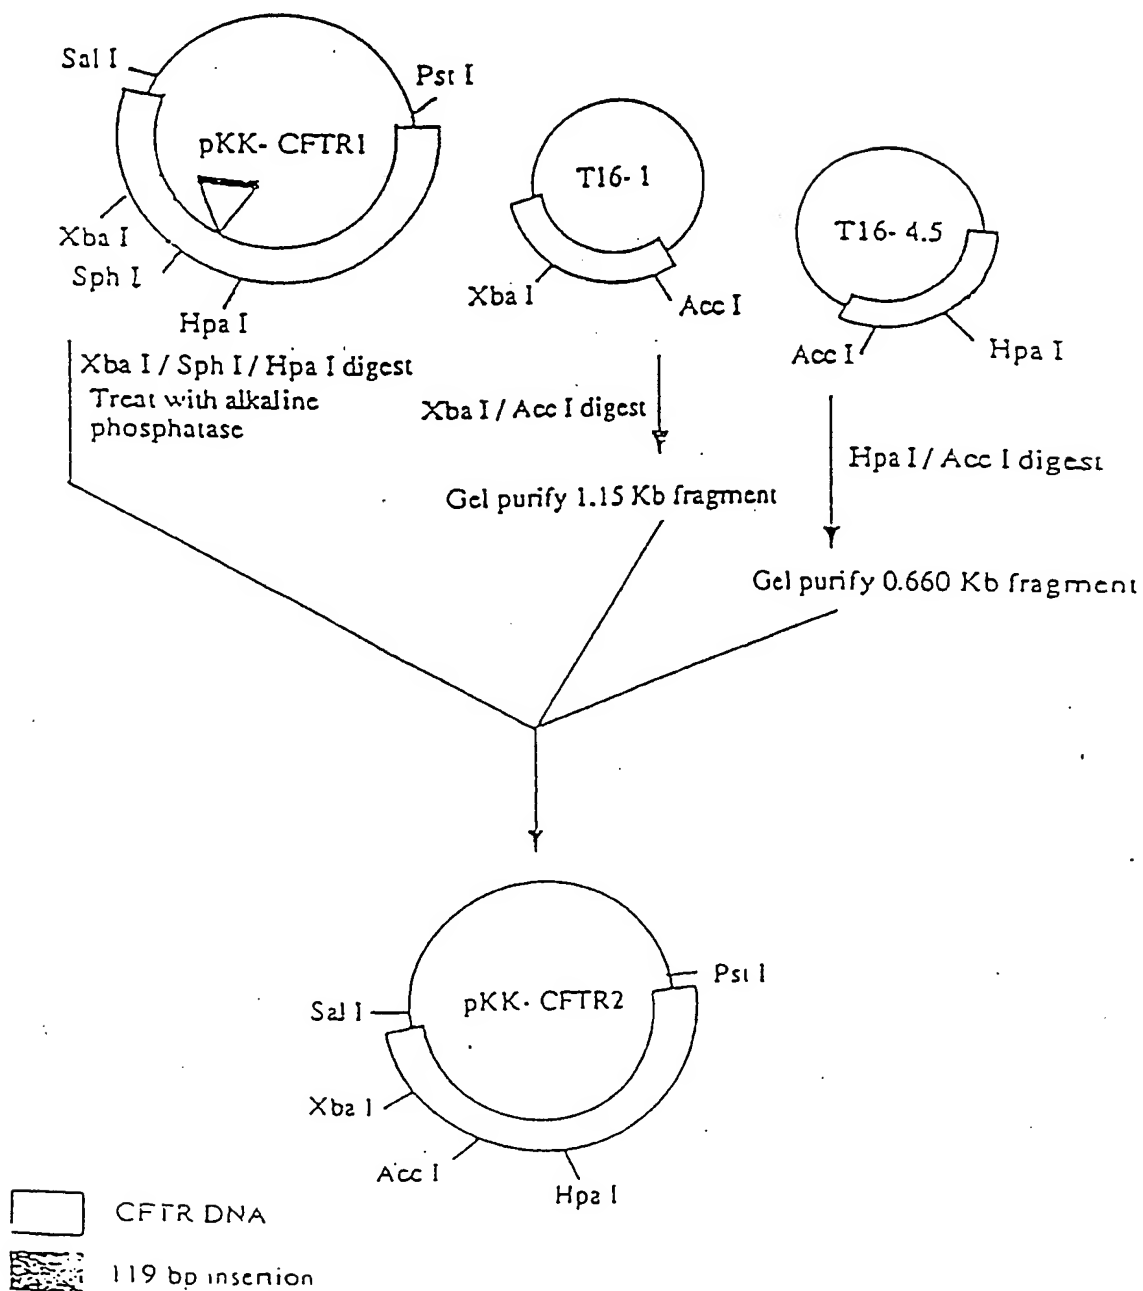 Sal I
Pst I
pKK- CFTR1
Xba I
Sph I
Hpa I
T16- 1
Xba I
Acc I
T16- 4.5
Acc I
Hpa I
Xba I / Sph I / Hpa I digest
Treat with alkaline
phosphatase
Xba I / Acc I digest
Hpa I / Acc I digest
Gel purify 1.15 Kb fragment
Gel purify 0.660 Kb fragment
Sal I
Pst I
pKK- CFTR2
Xba I
Acc I
Hpa I
CFTR DNA
119 bp insertion